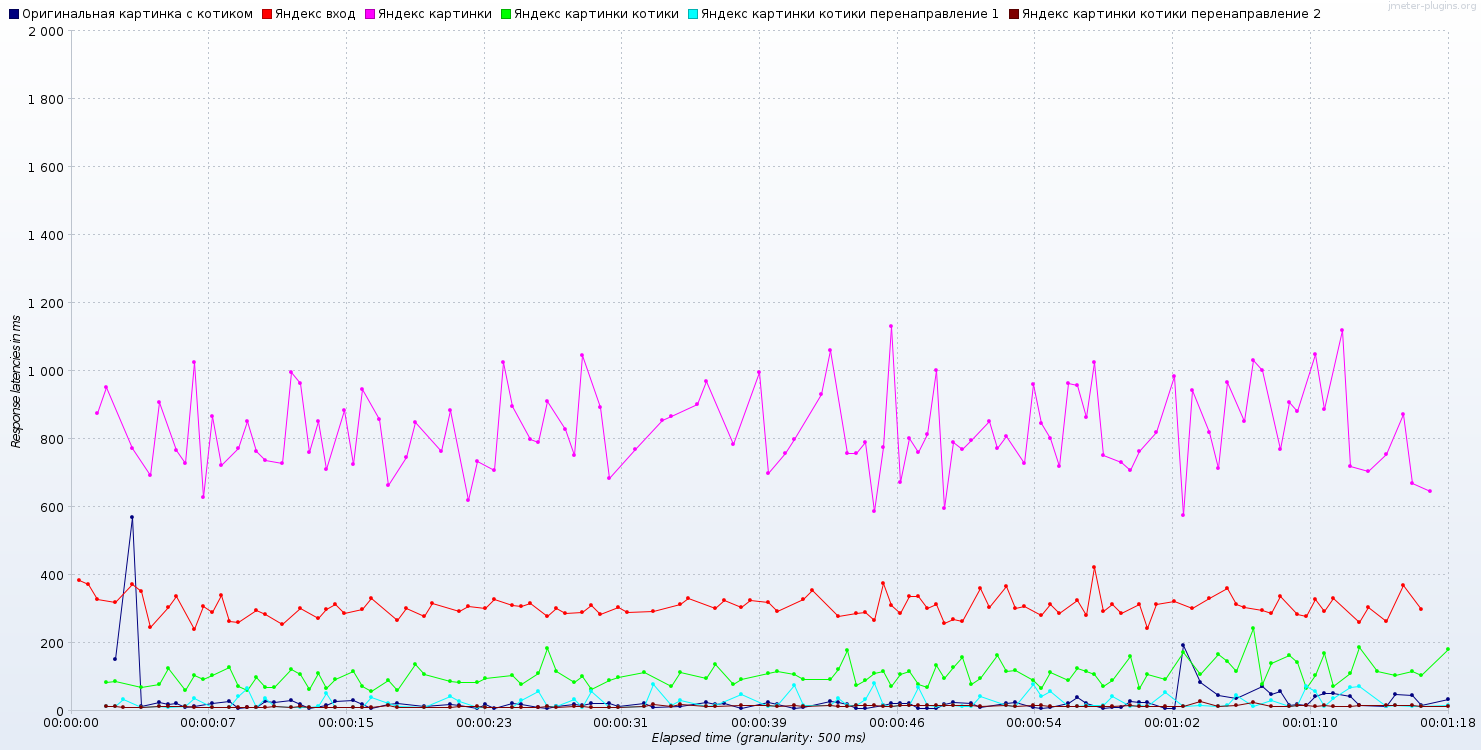 Оригинальная картинка с котиком Яндекс вход Яндекс картинки Яндекс картинки котики Яндекс картинки котики перенаправление 1 Яндекс картинки котики перенаправление 2
jmeter-plugins.org
2 000
1 800
1 600
1 400
1 200
1 000
800
600
400
200
0
Response latencies in ms
00:00:00 00:00:07 00:00:15 00:00:23 00:00:31 00:00:39 00:00:46 00:00:54 00:01:02 00:01:10 00:01:18
Elapsed time (granularity: 500 ms)